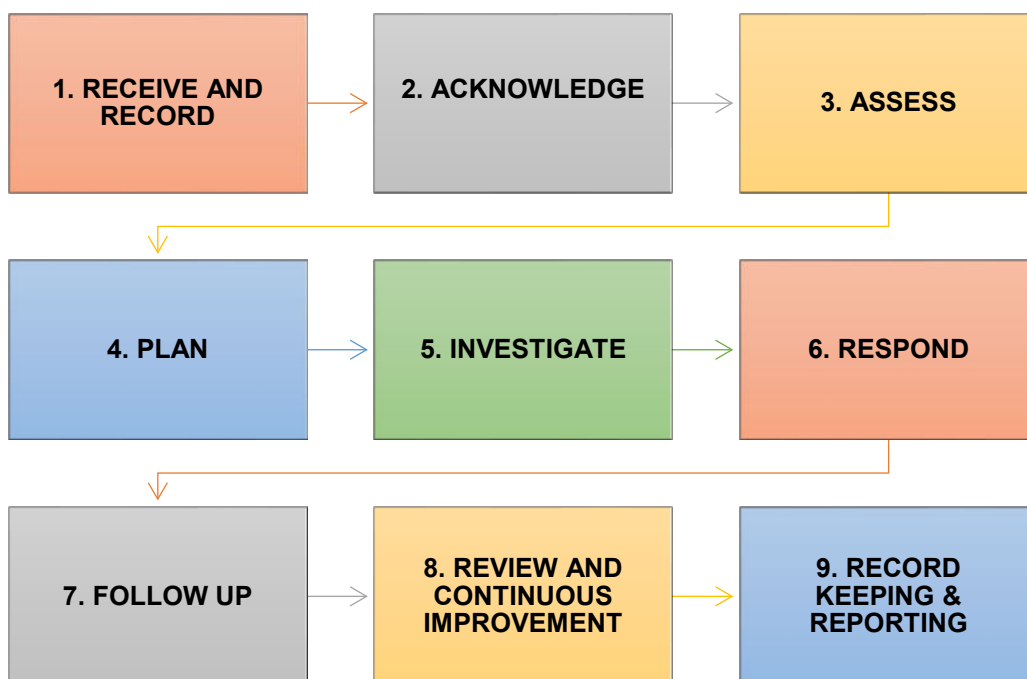 1. RECEIVE AND
RECORD
2. ACKNOWLEDGE
3. ASSESS
4. PLAN
5. INVESTIGATE
6. RESPOND
7. FOLLOW UP
8. REVIEW AND
CONTINUOUS
IMPROVEMENT
9. RECORD
KEEPING &
REPORTING